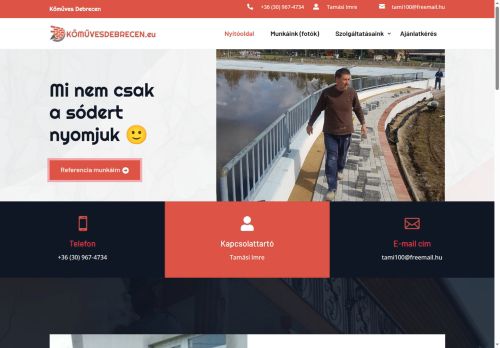 Kőműves Debrecen
+36 (30) 967-4734
Tamási Imre
tami100@freemail.hu
KŐMŰVESDEBRECEN.eu
Nyitóoldal
Munkáink (fotók)
Szolgáltatásaink
Ajánlatkérés
Mi nem csak
a sódert
nyomjuk 🙂
Referencia munkáim
Telefon
+36 (30) 967-4734
Kapcsolattartó
Tamási Imre
E-mail cím
tami100@freemail.hu